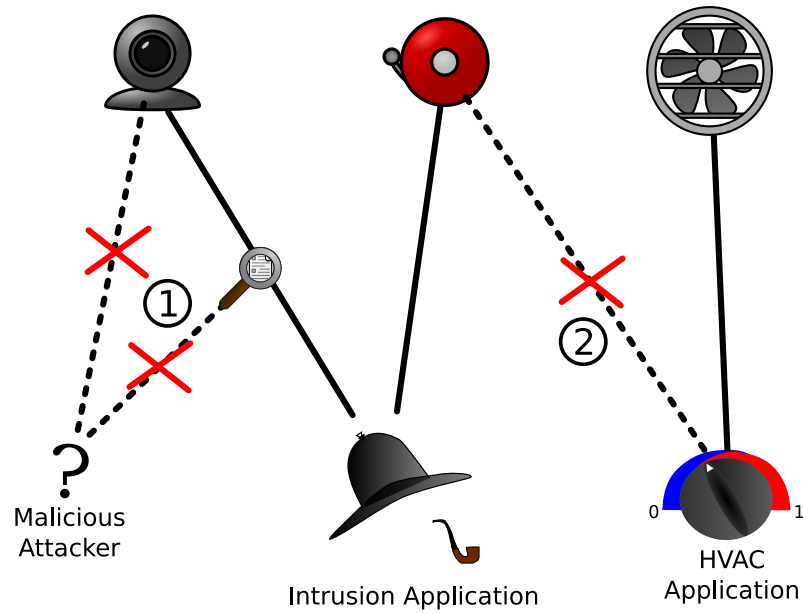 1
2
?
Malicious
Attacker
Intrusion Application
0
1
HVAC
Application